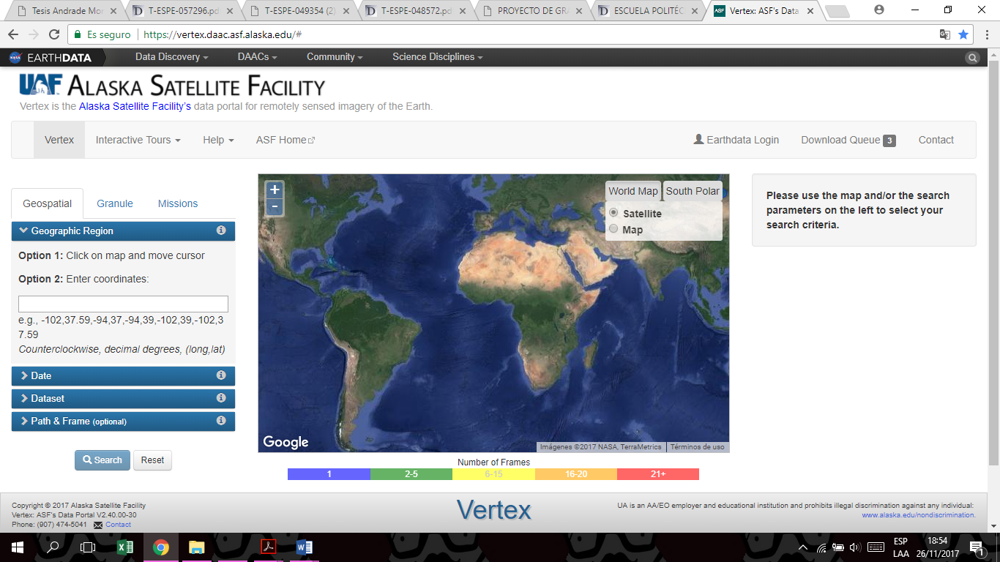 Tesis Andrade Mor
T-ESPE-057296.pd
T-ESPE-049354 (2)
T-ESPE-048572.pd
PROYECTO DE GRA
ESCUELA POLITÉC
ASF
Vertex: ASF's Data
Es seguro
https://vertex.daac.asf.alaska.edu/#
NASA
EARTHDATA
Data Discovery
DAACs
Community
Science Disciplines
UAF ALASKA SATELLITE FACILITY
Vertex is the Alaska Satellite Facility's data portal for remotely sensed imagery of the Earth.
Vertex
Interactive Tours
Help
ASF Home
Earthdata Login
Download Queue 3
Contact
Geospatial
Granule
Missions
Geographic Region
Option 1: Click on map and move cursor
Option 2: Enter coordinates:
e.g., -102,37.59,-94,37,-94,39,-102,39,-102,3
7.59
Counterclockwise, decimal degrees, (long,lat)
Date
Dataset
Path & Frame (optional)
Search
Reset
+
-
World Map
South Polar
Satellite
Map
Google
Imágenes ©2017 NASA, TerraMetrics
Términos de uso
Number of Frames
1
2-5
6-15
16-20
21+
Please use the map and/or the search
parameters on the left to select your
search criteria.
Copyright © 2017 Alaska Satellite Facility
Vertex: ASF's Data Portal V2.40.00-30
Phone: (907) 474-5041 Contact
Vertex
UA is an AA/EO employer and educational institution and prohibits illegal discrimination against any individual:
www.alaska.edu/nondiscrimination.
ESP
LAA
18:54
26/11/2017
1